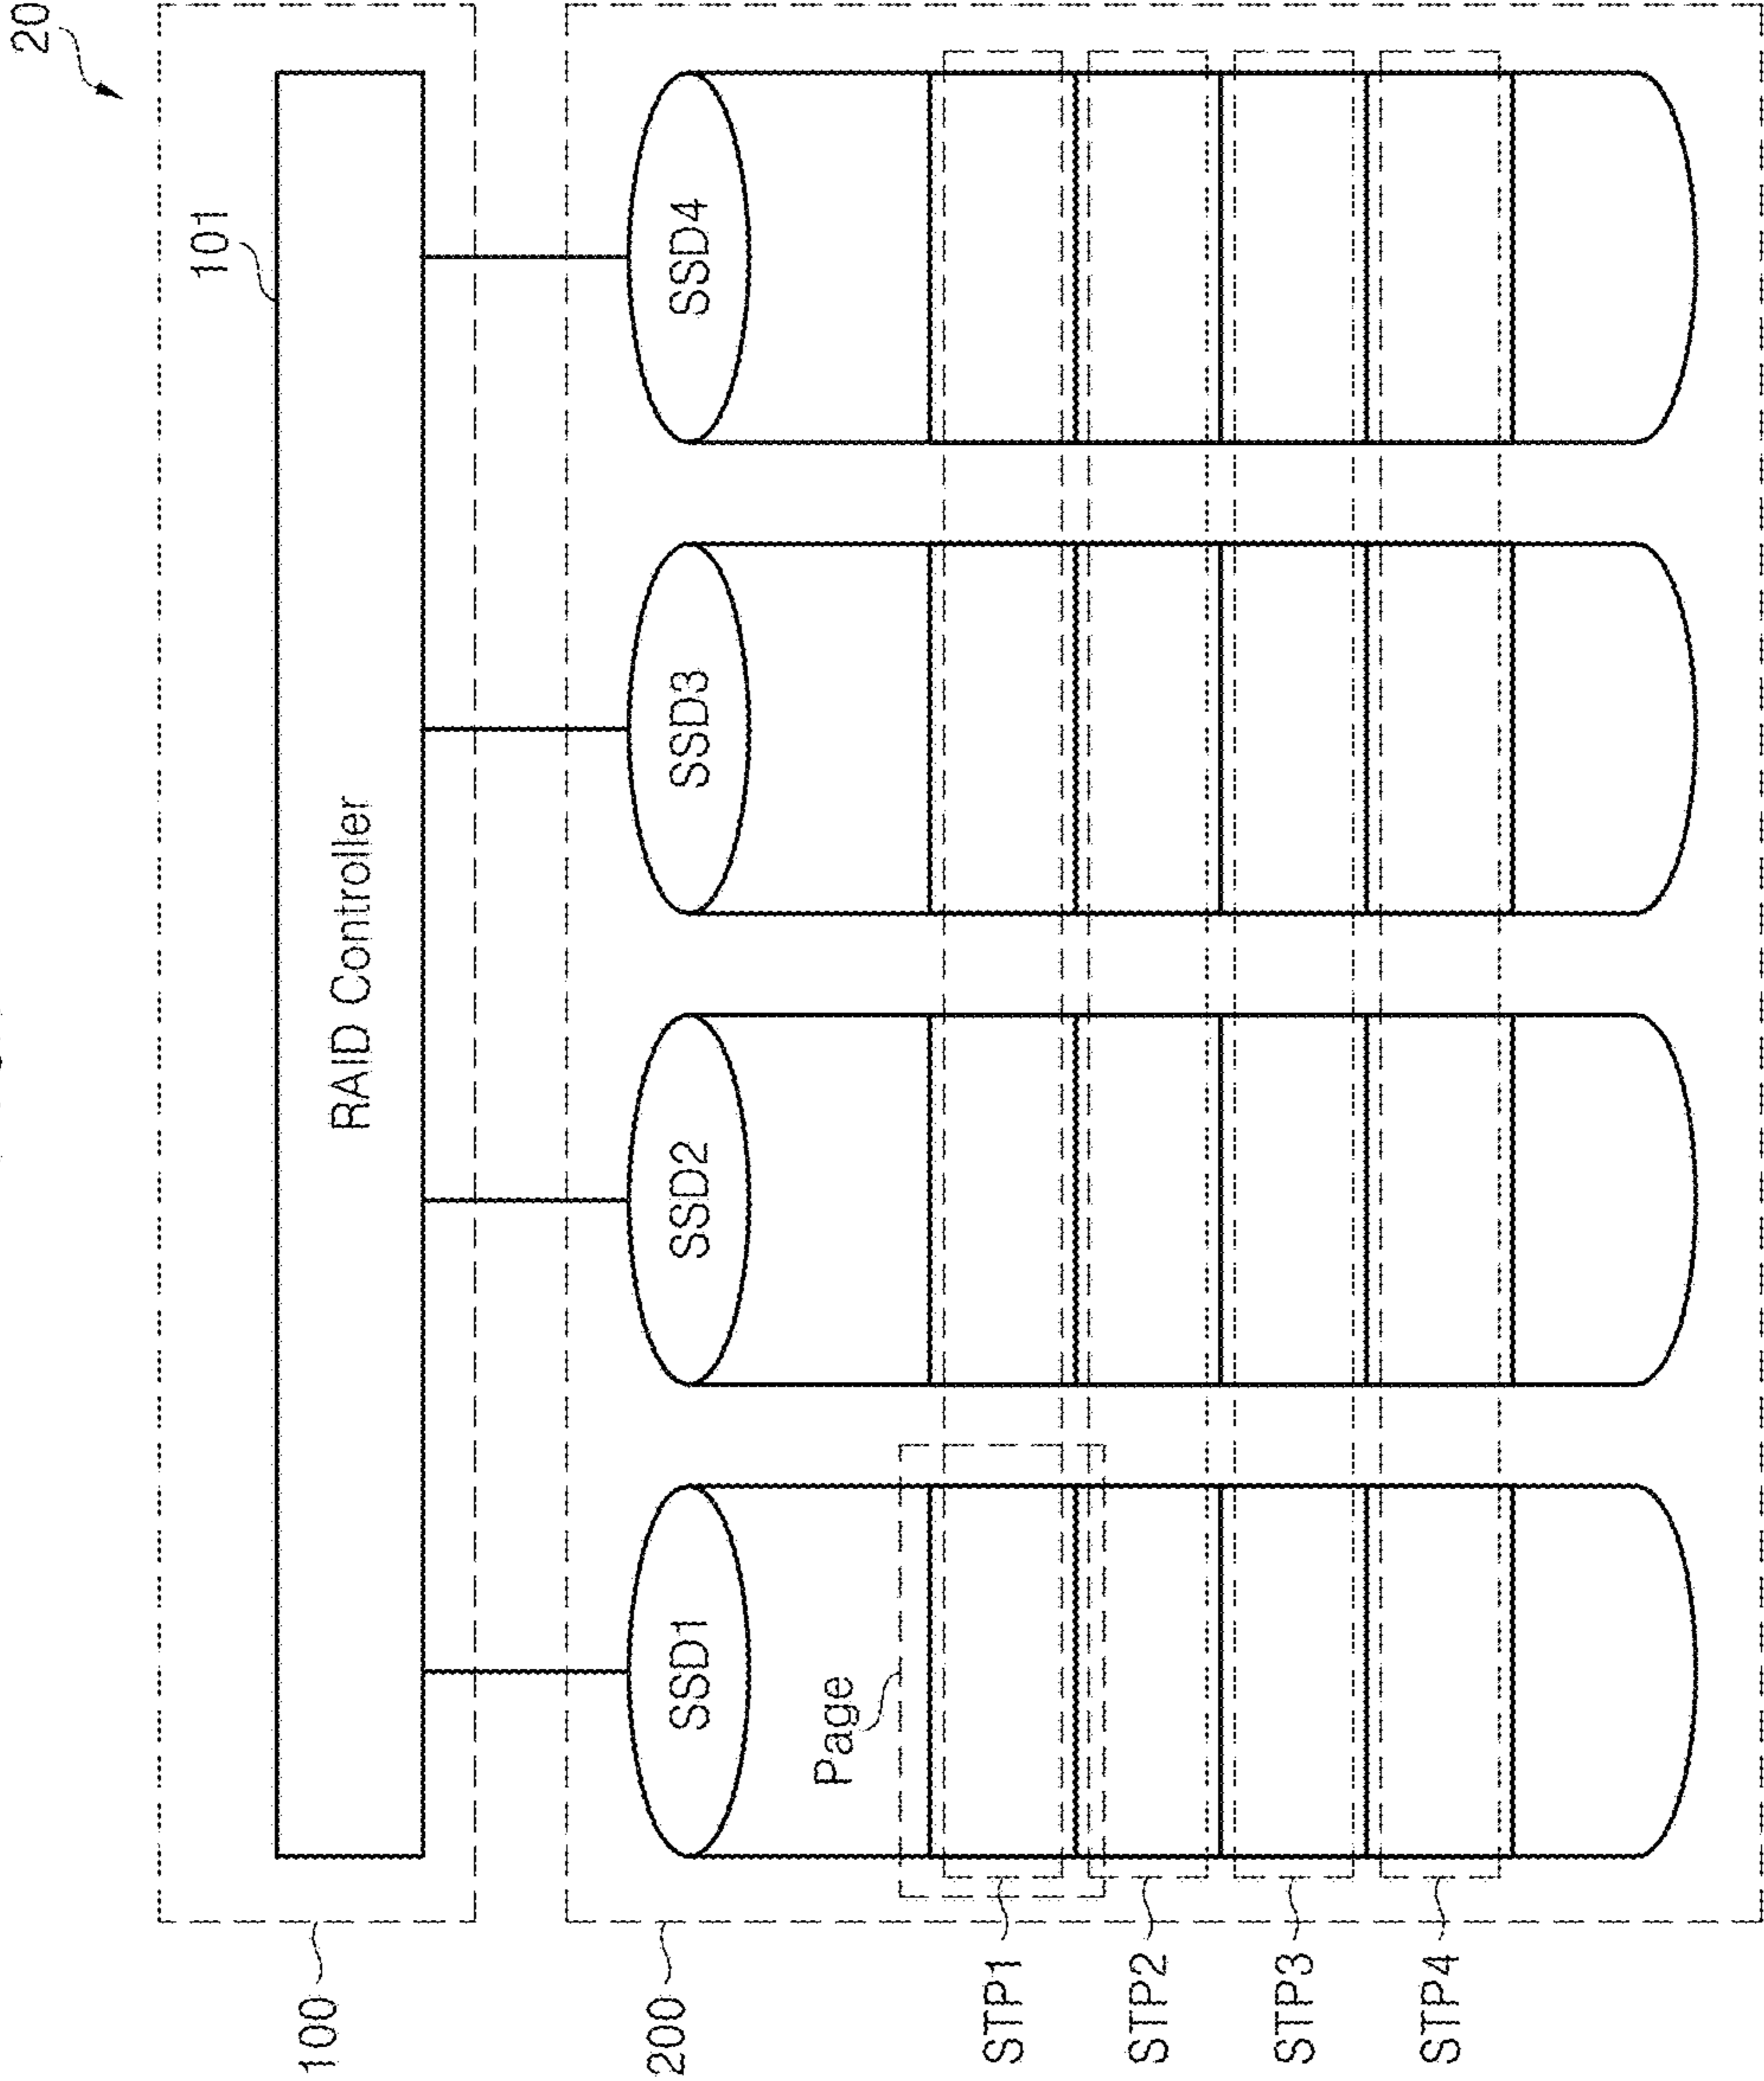 20
101
RAID Controller
100
200
SSD1
SSD2
SSD3
SSD4
Page
STP1
STP2
STP3
STP4